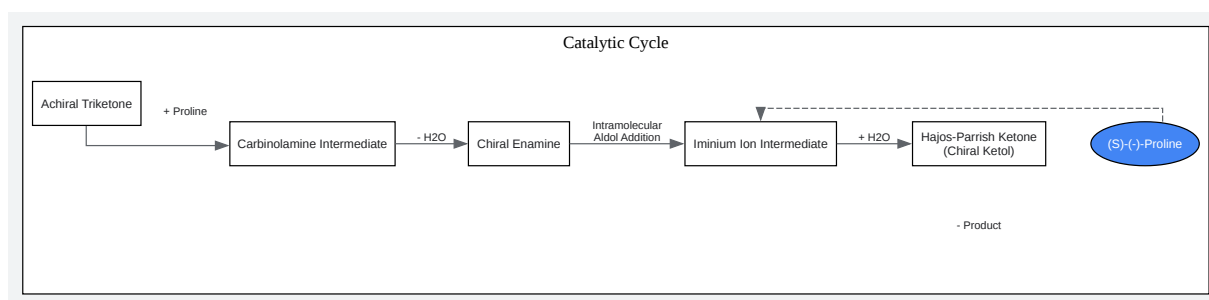 Catalytic Cycle
Achiral Triketone
+ Proline
Carbinolamine Intermediate
- H2O
Chiral Enamine
Intramolecular
Aldol Addition
Iminium Ion Intermediate
+ H2O
Hajos-Parrish Ketone
(Chiral Ketol)
(S)-(-)-Proline
- Product